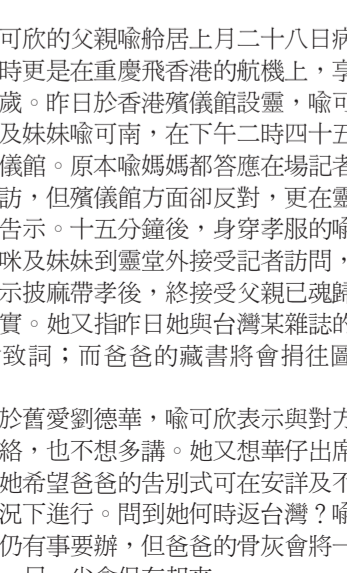 可欣的父親喻舲居上月二十八日病
時更是在重慶飛香港的航機上，享
歲。昨日於香港殯儀館設靈，喻可
及妹妹喻可南，在下午二時四十五
儀館。原本喻媽媽都答應在場記者
訪，但殯儀館方面卻反對，更在靈
告示。十五分鐘後，身穿孝服的喻
咪及妹妹到靈堂外接受記者訪問，
示披麻帶孝後，終接受父親已魂歸
實。她又指昨日她與台灣某雜誌的
致詞；而爸爸的藏書將會捐往圖
於舊愛劉德華，喻可欣表示與對方
絡，也不想多講。她又想華仔出席
她希望爸爸的告別式可在安詳及不
況下進行。問到她何時返台灣？喻
仍有事要辦，但爸爸的骨灰會將一